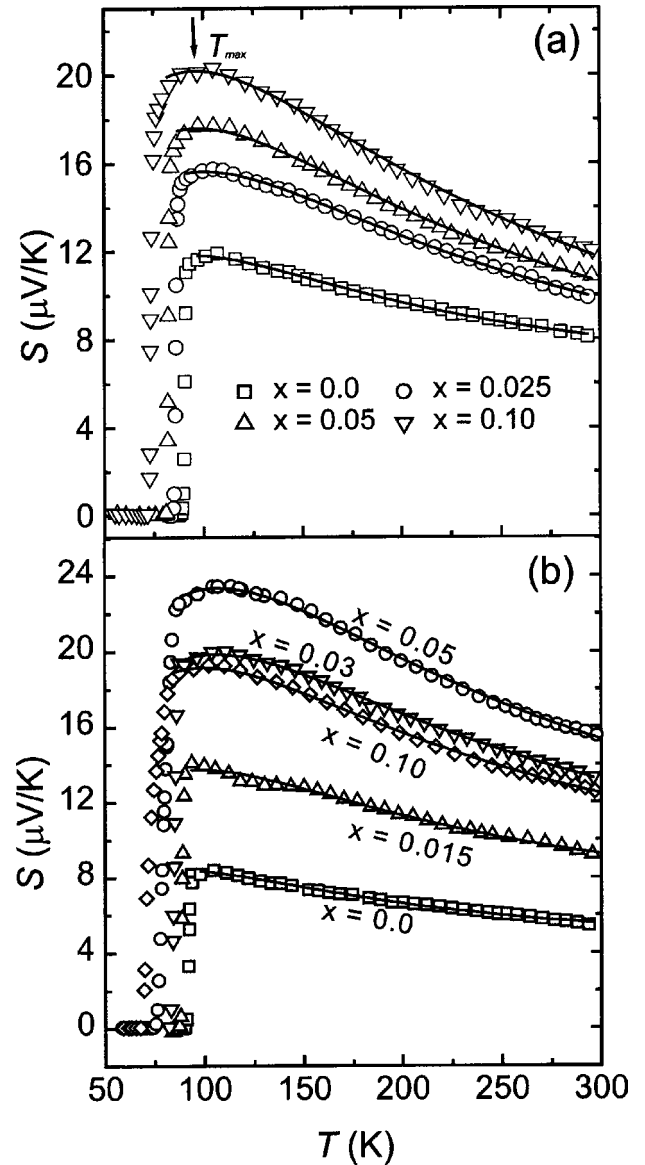 (a)
T max
20
16
12
8
4
0
S (μV/K)
x = 0.0 x = 0.025
x = 0.05 x = 0.10
(b)
24
20
16
12
8
4
0
S (μV/K)
x = 0.05
x = 0.03
x = 0.10
x = 0.015
x = 0.0
50 100 150 200 250 300
T (K)